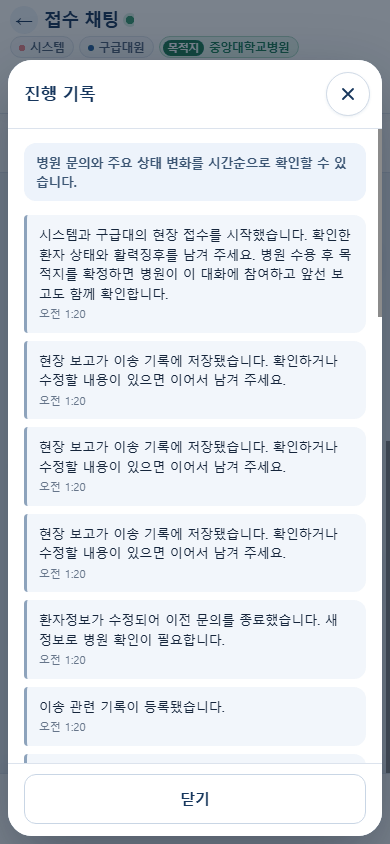 ← 접수 채팅
시스템 구급대원 목적지 중앙대학교병원
진행 기록
병원 문의와 주요 상태 변화를 시간순으로 확인할 수 있
습니다.
시스템과 구급대의 현장 접수를 시작했습니다. 확인한
환자 상태와 활력징후를 남겨 주세요. 병원 수용 후 목
적지를 확정하면 병원이 이 대화에 참여하고 앞선 보
고도 함께 확인합니다.
오전 1:20
현장 보고가 이송 기록에 저장됐습니다. 확인하거나
수정할 내용이 있으면 이어서 남겨 주세요.
오전 1:20
현장 보고가 이송 기록에 저장됐습니다. 확인하거나
수정할 내용이 있으면 이어서 남겨 주세요.
오전 1:20
현장 보고가 이송 기록에 저장됐습니다. 확인하거나
수정할 내용이 있으면 이어서 남겨 주세요.
오전 1:20
환자정보가 수정되어 이전 문의를 종료했습니다. 새
정보로 병원 확인이 필요합니다.
오전 1:20
이송 관련 기록이 등록됐습니다.
오전 1:20
닫기